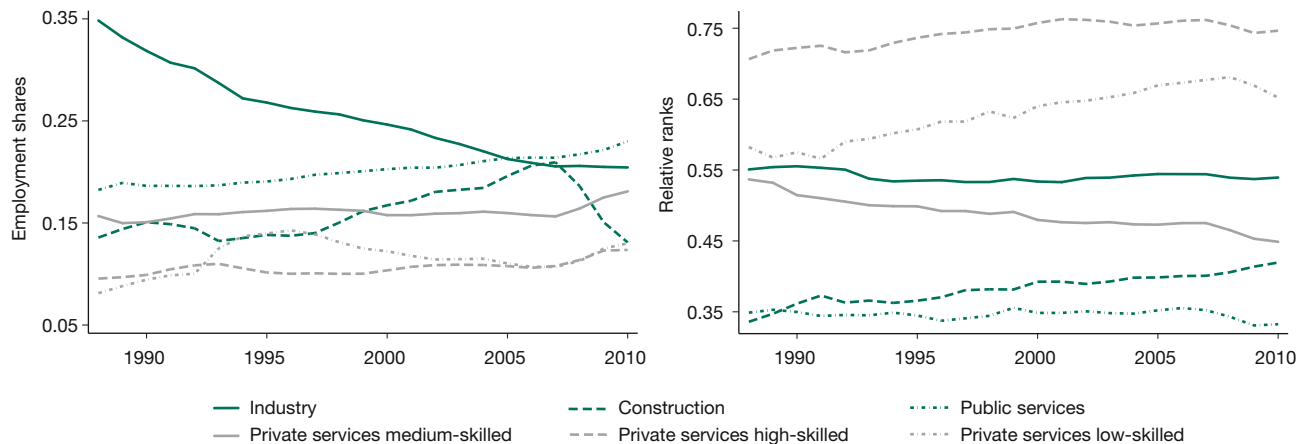 Employment shares
0.35
0.25
0.15
0.05
1990 1995 2000 2005 2010
Relative ranks
0.75
0.65
0.55
0.45
0.35
1990 1995 2000 2005 2010
Industry Construction Public services
Private services medium-skilled Private services high-skilled Private services low-skilled